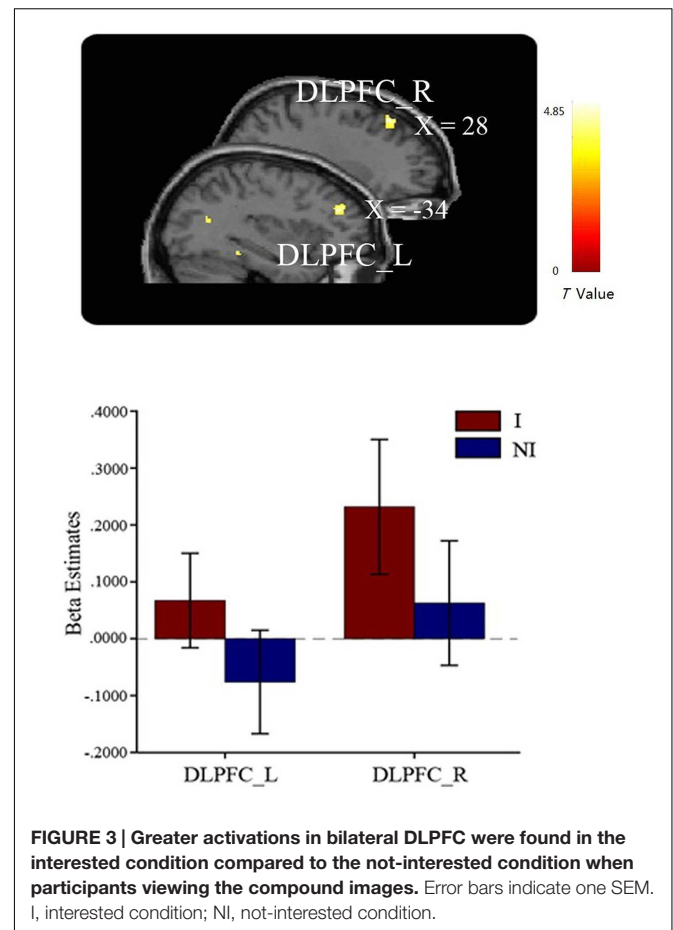 DLPFC_R
X = 28
X = -34
DLPFC_L
4.85
0
T Value
.4000
.3000
.2000
.1000
.0000
-.1000
-.2000
Beta Estimates
I
NI
DLPFC_L DLPFC_R
FIGURE 3 | Greater activations in bilateral DLPFC were found in the
interested condition compared to the not-interested condition when
participants viewing the compound images. Error bars indicate one SEM.
I, interested condition; NI, not-interested condition.